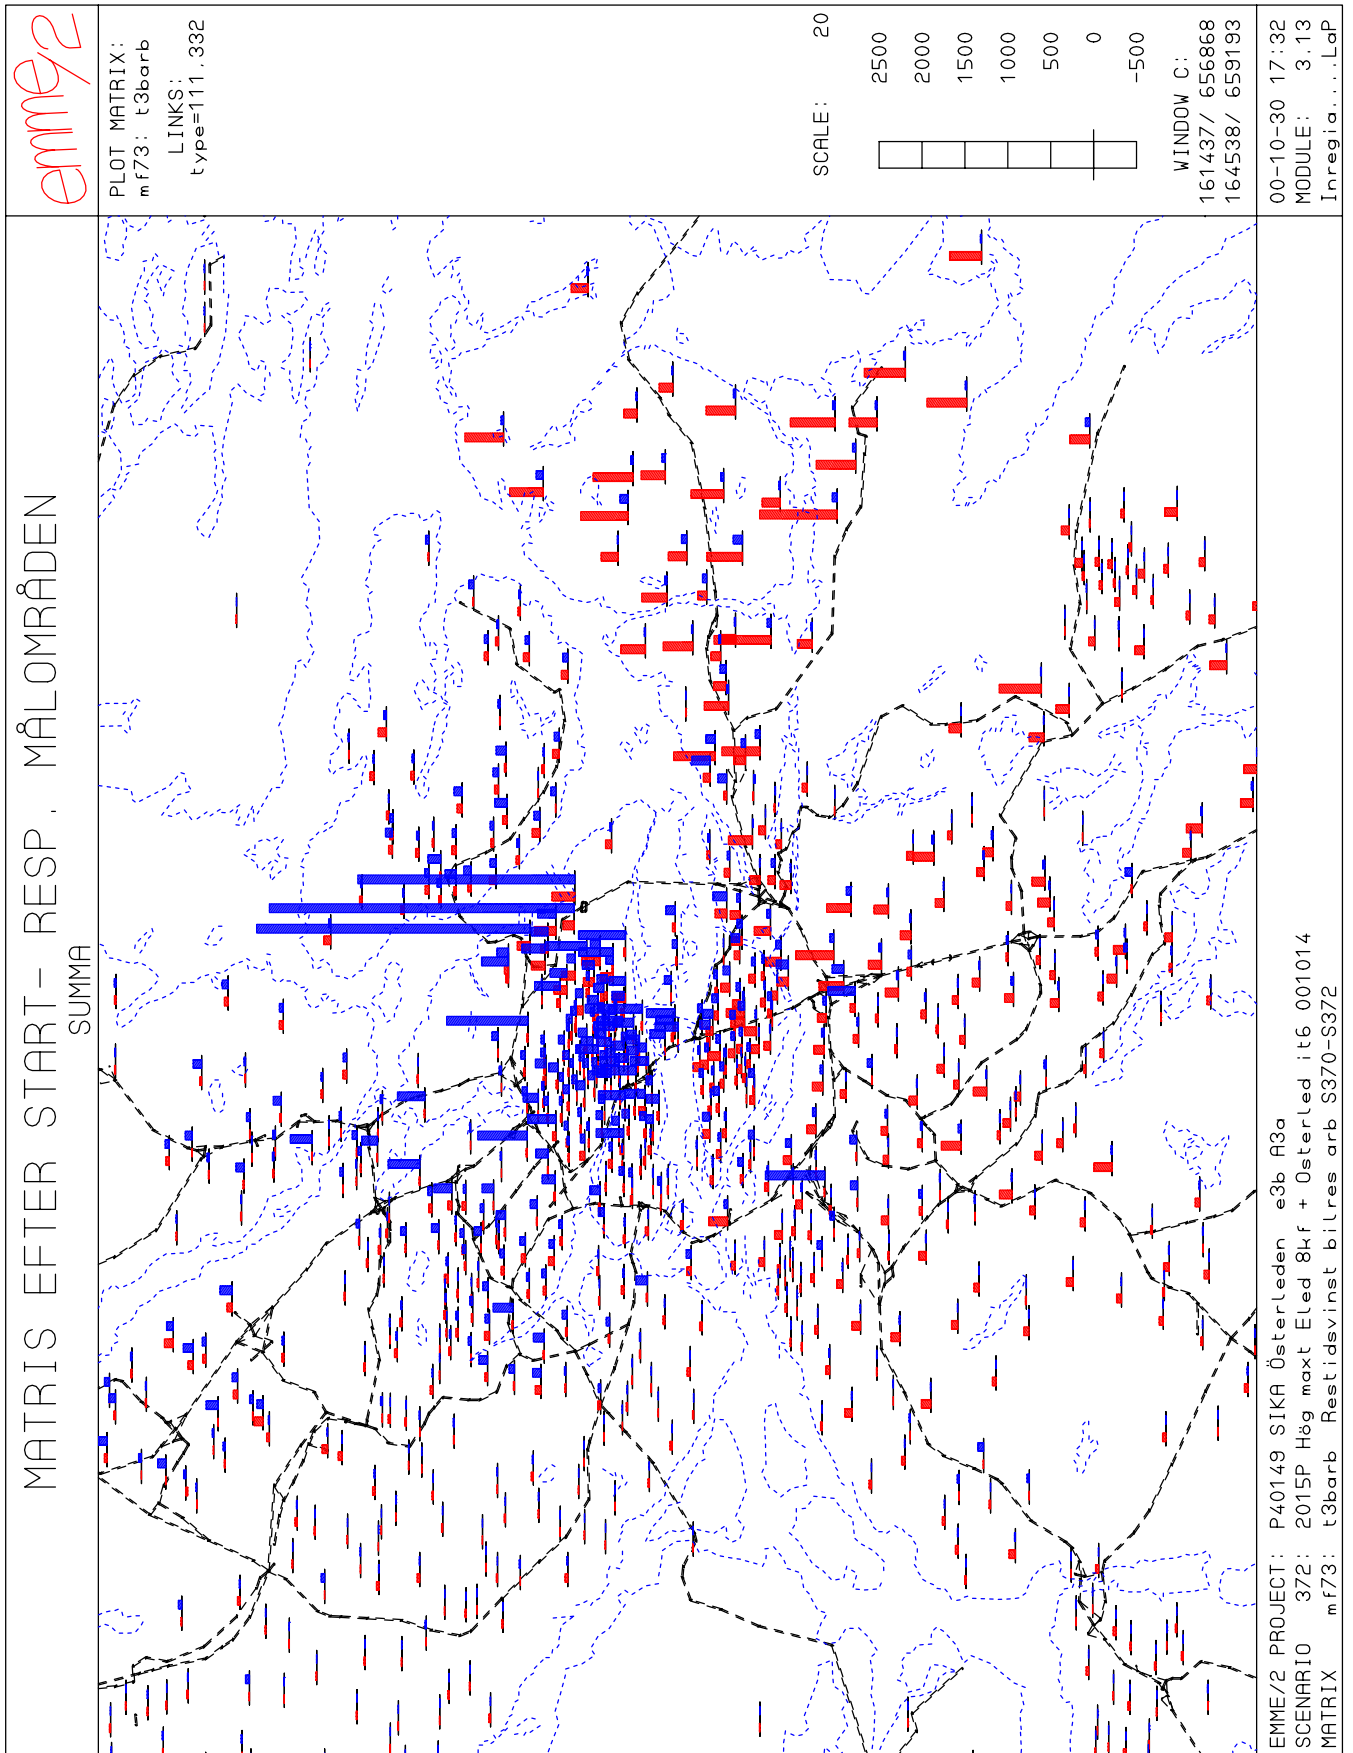 MATRIS EFTER START- RESP. MÅLOMRÅDEN
SUMMA
emme/2
PLOT MATRIX:
mf73: t3barb
LINKS:
type=111,332
SCALE: 20
2500
2000
1500
1000
500
0
-500
WINDOW C:
161437/ 656868
164538/ 659193
EMME/2 PROJECT: P40149 SIKA Österleden e3b A3a
SCENARIO 372: 2015P Hög maxt Eled 8kf + Österled it6 001014
MATRIX mf73: t3barb Restidsvinst bilres arb S370-S372
00-10-30 17:32
MODULE: 3.13
Inregia....LaP